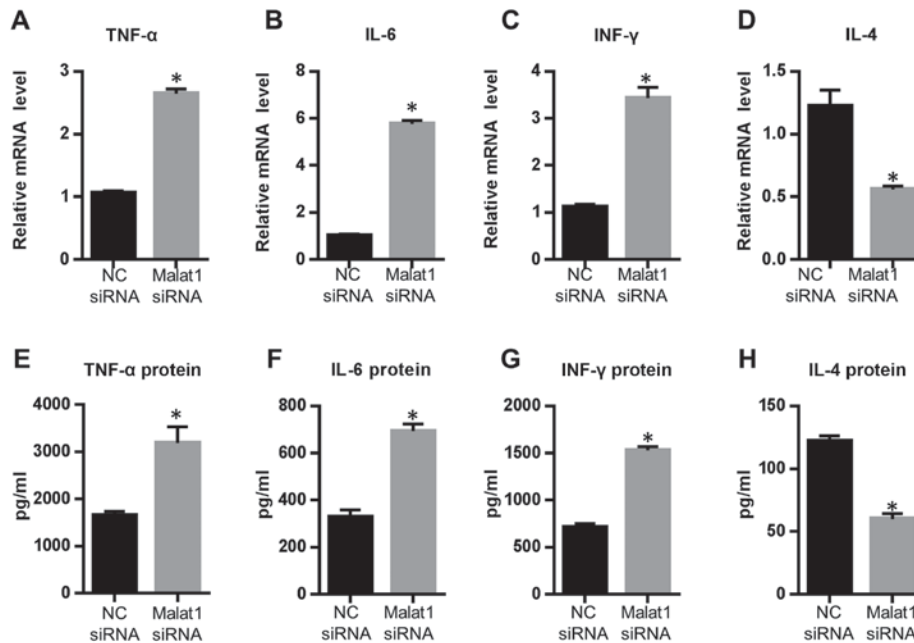 A
TNF-α
Relative mRNA level
3
2
1
0
*
NC
siRNA
Malat1
siRNA
B
IL-6
Relative mRNA level
8
6
4
2
0
*
NC
siRNA
Malat1
siRNA
C
INF-γ
Relative mRNA level
4
3
2
1
0
*
NC
siRNA
Malat1
siRNA
D
IL-4
Relative mRNA level
1.5
1.0
0.5
0.0
*
NC
siRNA
Malat1
siRNA
E
TNF-α protein
pg/ml
4000
3000
2000
1000
0
*
NC
siRNA
Malat1
siRNA
F
IL-6 protein
pg/ml
800
600
400
200
0
*
NC
siRNA
Malat1
siRNA
G
INF-γ protein
pg/ml
2000
1500
1000
500
0
*
NC
siRNA
Malat1
siRNA
H
IL-4 protein
pg/ml
150
100
50
0
*
NC
siRNA
Malat1
siRNA